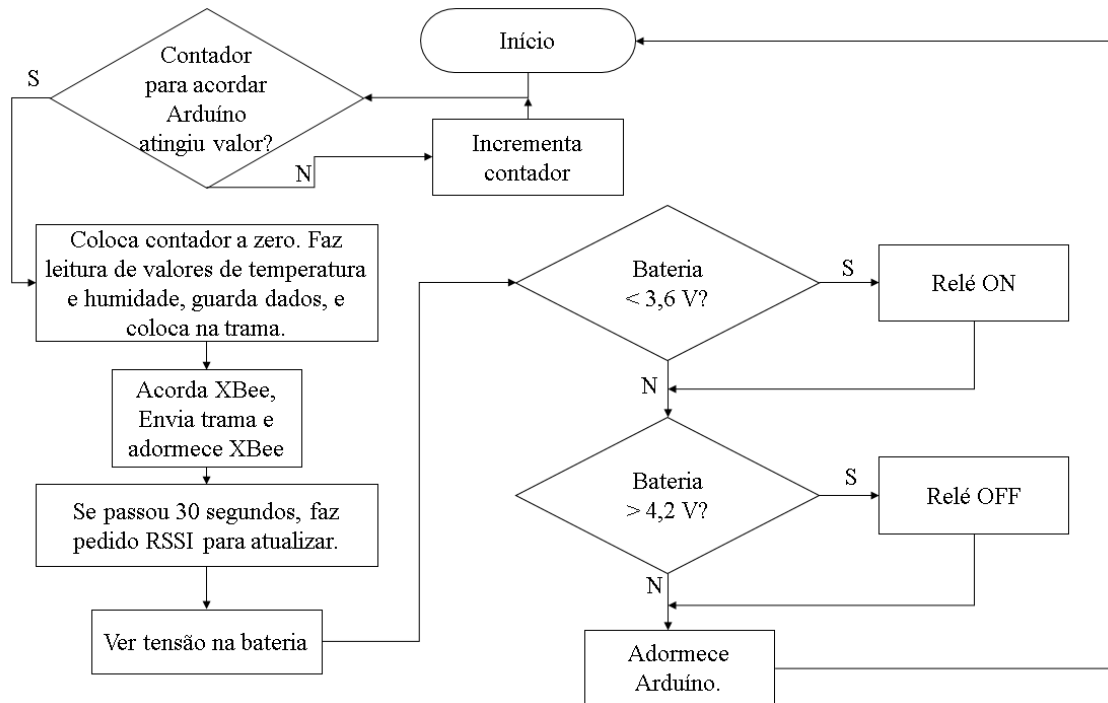 Início
Contador
para acordar
Arduíno
atingiu valor?
S
N
Incrementa
contador
Coloca contador a zero. Faz
leitura de valores de temperatura
e humidade, guarda dados, e
coloca na trama.
Acorda XBee,
Envia trama e
adormece XBee
Se passou 30 segundos, faz
pedido RSSI para atualizar.
Ver tensão na bateria
Bateria
< 3,6 V?
S
Relé ON
N
Bateria
> 4,2 V?
S
Relé OFF
N
Adormece
Arduíno.